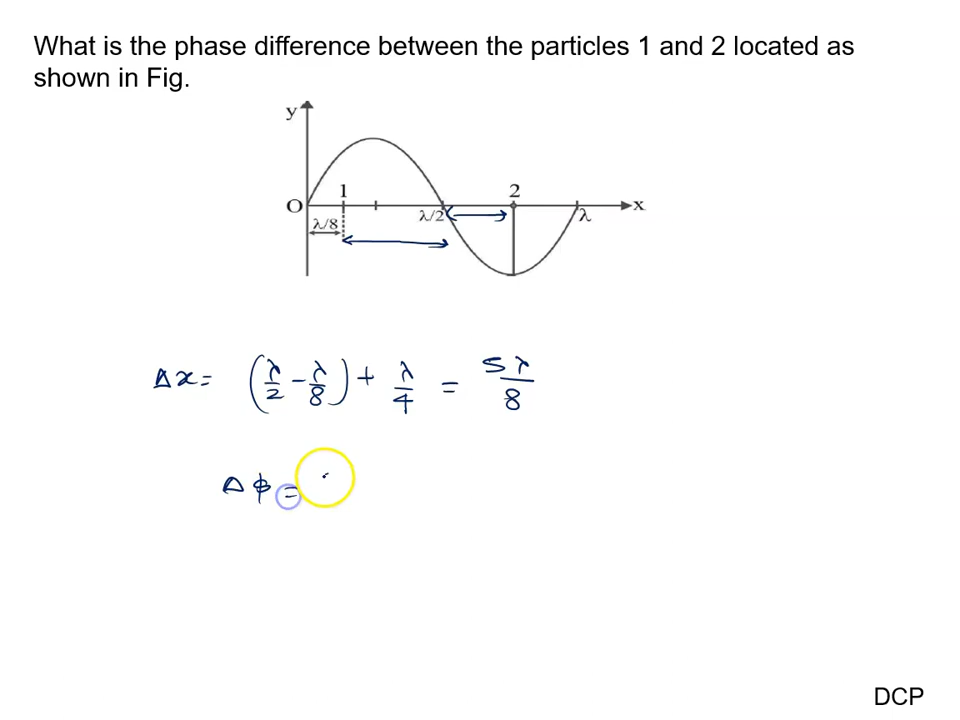 What is the phase difference between the particles 1 and 2 located as
shown in Fig.
y
1
2
O
λ/8
λ/2
λ
x
Δx = (λ/2 - λ/8) + λ/4 = 5λ/8
Δϕ =
DCP